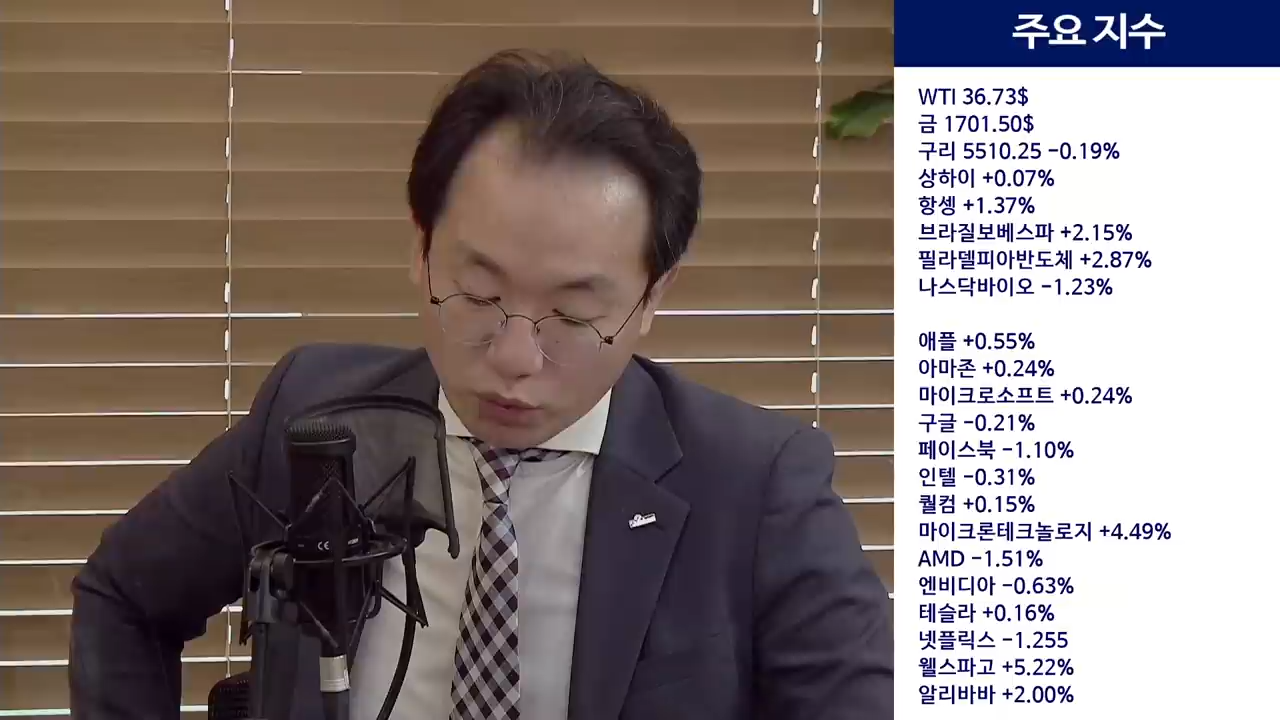 주요 지수
WTI 36.73$
금 1701.50$
구리 5510.25 -0.19%
상하이 +0.07%
항셍 +1.37%
브라질보베스파 +2.15%
필라델피아반도체 +2.87%
나스닥바이오 -1.23%
애플 +0.55%
아마존 +0.24%
마이크로소프트 +0.24%
구글 -0.21%
페이스북 -1.10%
인텔 -0.31%
퀄컴 +0.15%
마이크론테크놀로지 +4.49%
AMD -1.51%
엔비디아 -0.63%
테슬라 +0.16%
넷플릭스 -1.255
웰스파고 +5.22%
알리바바 +2.00%
CE